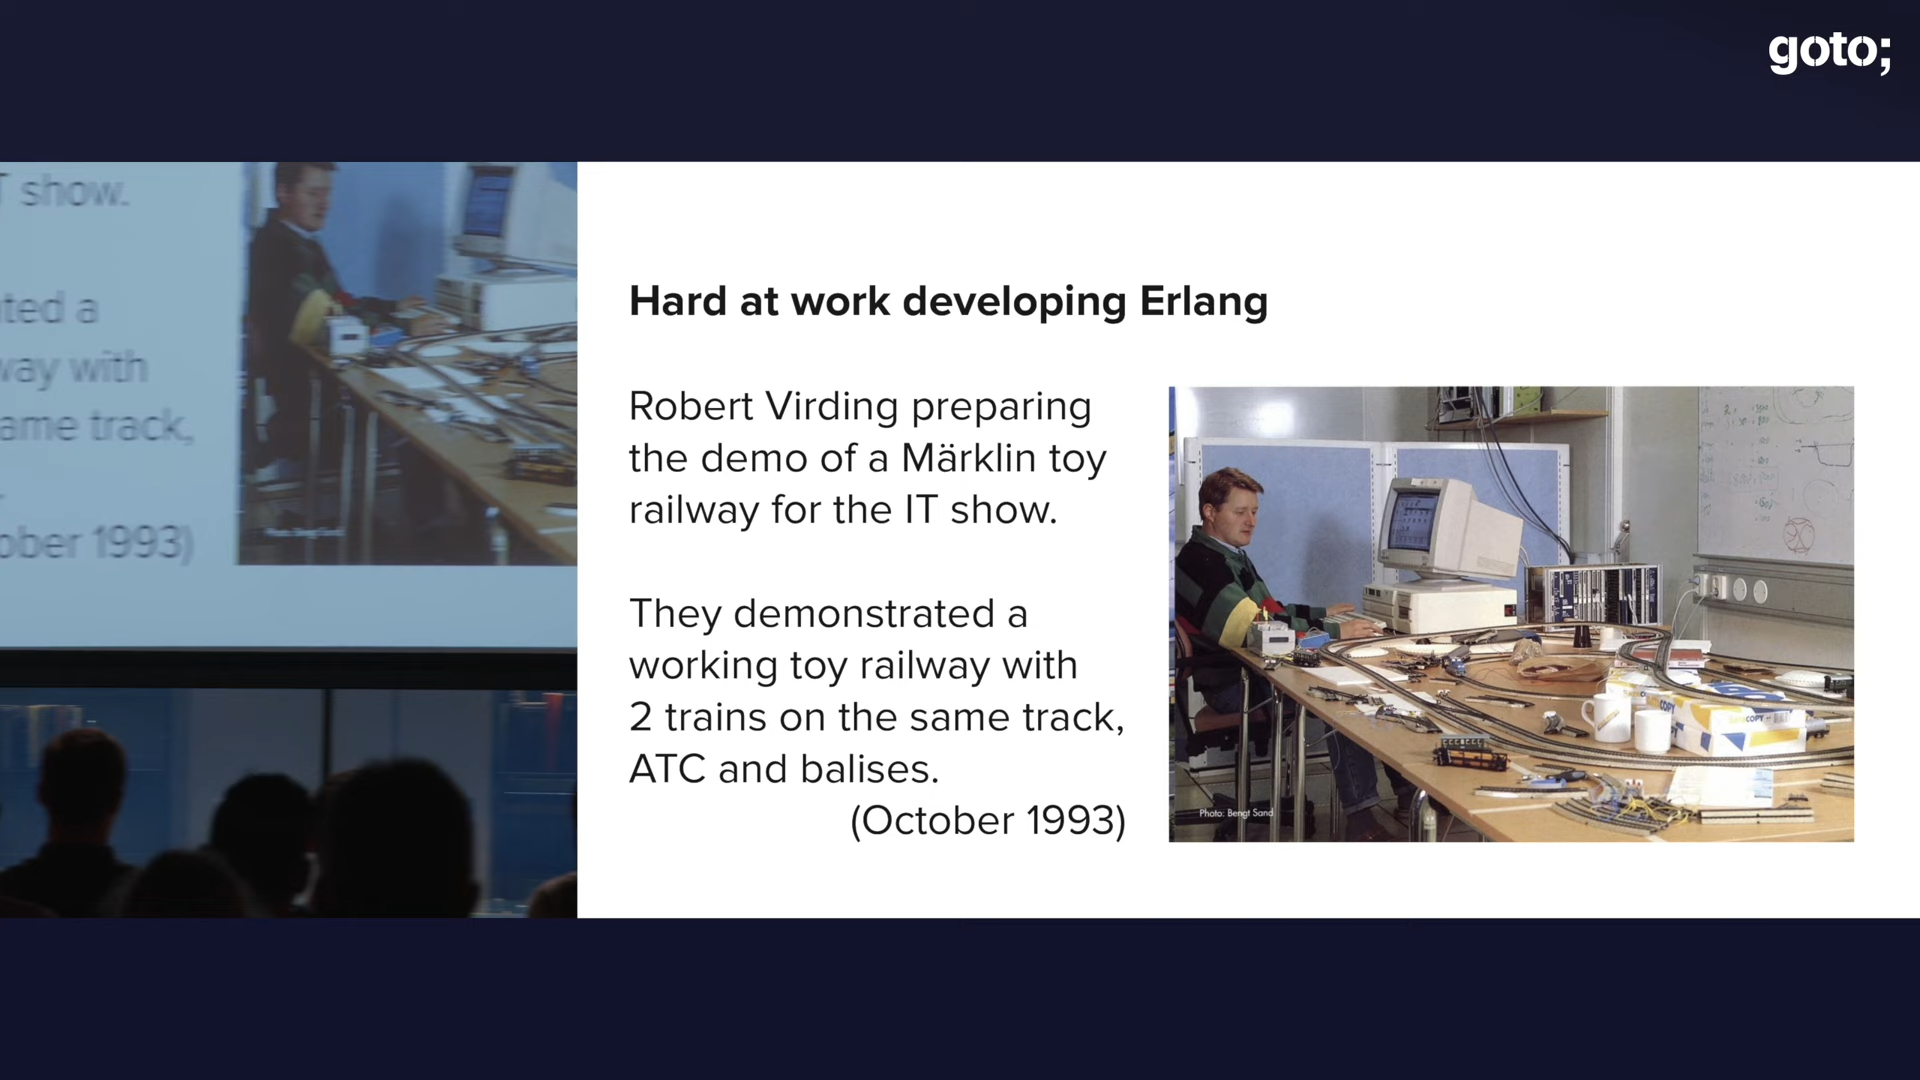 goto;
T show.
ted a
way with
ame track,
ober 1993)
Hard at work developing Erlang
Robert Virding preparing
the demo of a Märklin toy
railway for the IT show.
They demonstrated a
working toy railway with
2 trains on the same track,
ATC and balises.
(October 1993)
COPY
Photo: Bengt Sand